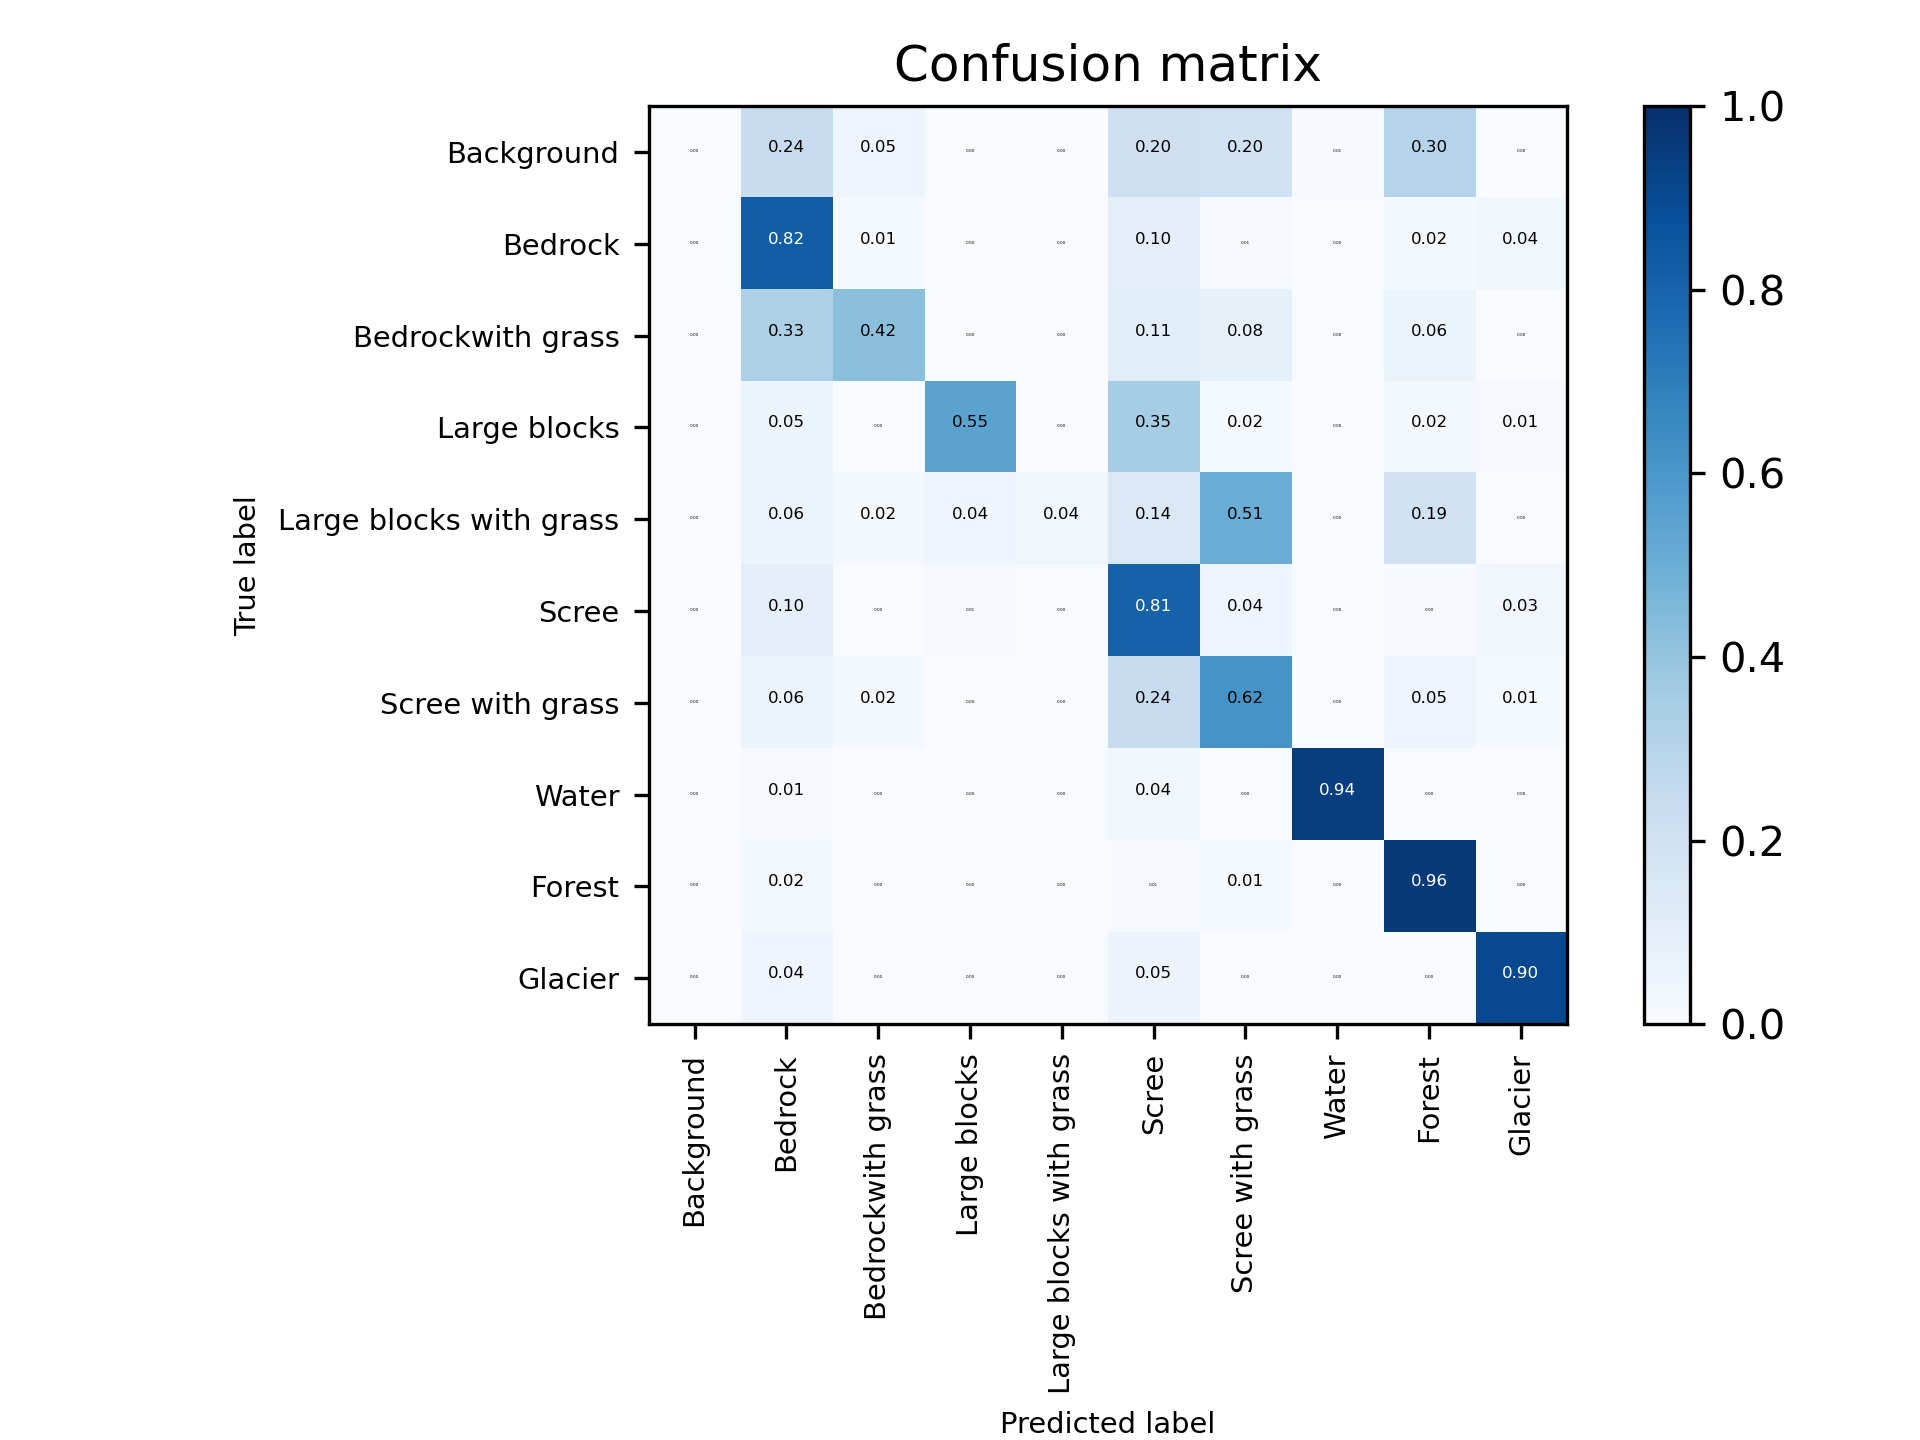 Confusion matrix
Background 0.24 0.05 0.20 0.20 0.30
Bedrock 0.82 0.01 0.10 0.02 0.04
Bedrockwith grass 0.33 0.42 0.11 0.08 0.06
Large blocks 0.05 0.55 0.35 0.02 0.02 0.01
Large blocks with grass 0.06 0.02 0.04 0.04 0.14 0.51 0.19
Scree 0.10 0.81 0.04 0.03
Scree with grass 0.06 0.02 0.24 0.62 0.05 0.01
Water 0.01 0.04 0.94
Forest 0.02 0.01 0.96
Glacier 0.04 0.05 0.90
True label
Background
Bedrock
Bedrockwith grass
Large blocks
Large blocks with grass
Scree
Scree with grass
Water
Forest
Glacier
Predicted label
1.0
0.8
0.6
0.4
0.2
0.0